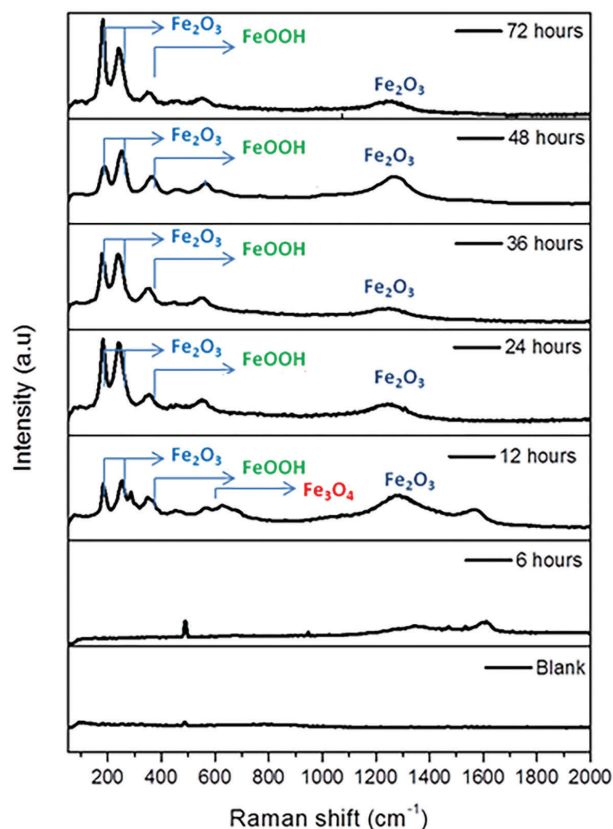 Fe₂O₃
72 hours
FeOOH
Fe₂O₃
Fe₂O₃
48 hours
FeOOH
Fe₂O₃
Fe₂O₃
36 hours
FeOOH
Fe₂O₃
Fe₂O₃
24 hours
FeOOH
Fe₂O₃
Fe₂O₃
12 hours
FeOOH
Fe₃O₄
Fe₂O₃
6 hours
Blank
Intensity (a.u)
200 400 600 800 1000 1200 1400 1600 1800 2000
Raman shift (cm⁻¹)